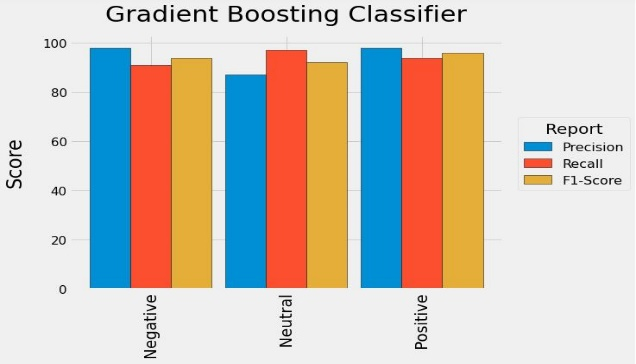 Gradient Boosting Classifier
100
80
60
40
20
0
Score
Negative
Neutral
Positive
Report
Precision
Recall
F1-Score